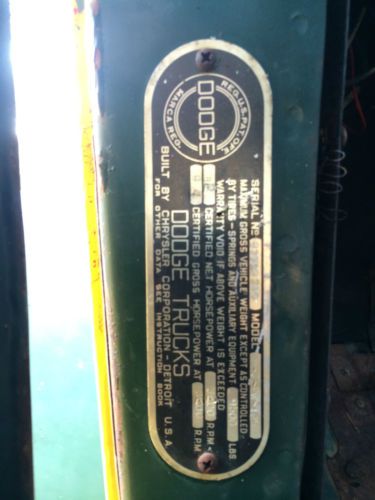 DODGE
REG.U.S.PAT.OFF.
MARCA REG.
SERIAL No MODEL
MAXIMUM GROSS VEHICLE WEIGHT EXCEPT AS CONTROLLED
BY TIRES-SPRINGS AND AUXILIARY EQUIPMENT LBS
WARRANTY VOID IF ABOVE WEIGHT IS EXCEEDED
CERTIFIED NET HORSEPOWER AT R.P.M.
CERTIFIED GROSS HORSEPOWER AT R.P.M.
DODGE TRUCKS
BUILT BY CHRYSLER CORPORATION-DETROIT U.S.A
FOR OTHER DATA SEE INSTRUCTION BOOK